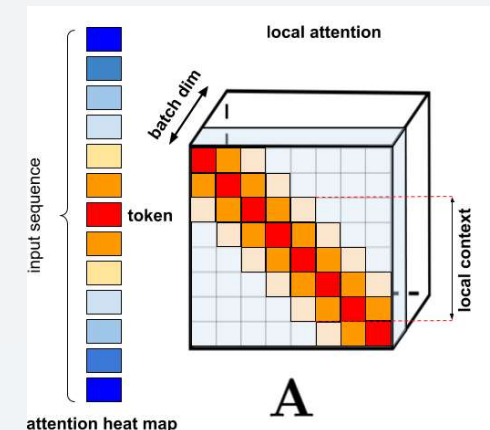 local attention
batch dim
input sequence
token
local context
A
attention heat map